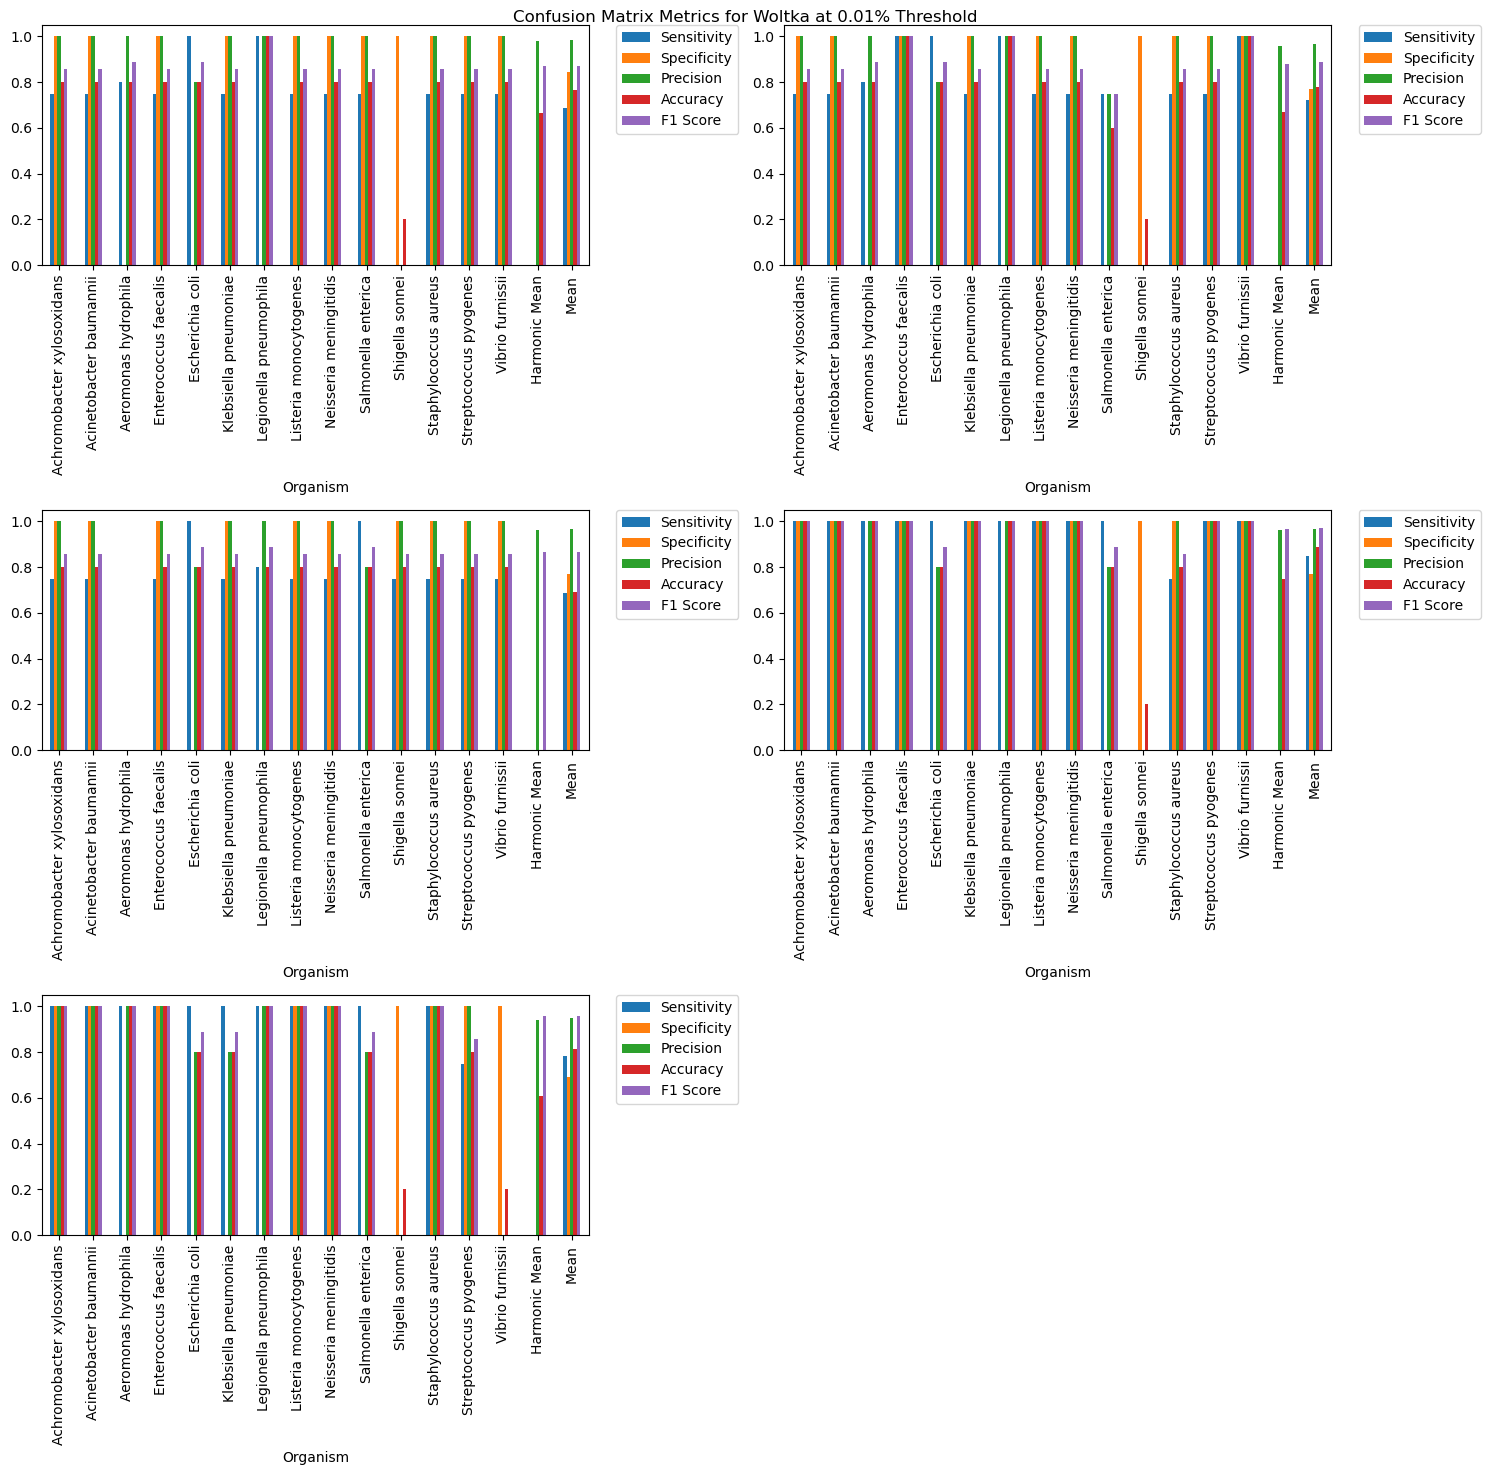 Confusion Matrix Metrics for Woltka at 0.01% Threshold
1.0
0.8
0.6
0.4
0.2
0.0
Achromobacter xylosoxidans
Acinetobacter baumannii
Aeromonas hydrophila
Enterococcus faecalis
Escherichia coli
Klebsiella pneumoniae
Legionella pneumophila
Listeria monocytogenes
Neisseria meningitidis
Salmonella enterica
Shigella sonnei
Staphylococcus aureus
Streptococcus pyogenes
Vibrio furnissii
Harmonic Mean
Mean
Organism
Sensitivity
Specificity
Precision
Accuracy
F1 Score
1.0
0.8
0.6
0.4
0.2
0.0
Achromobacter xylosoxidans
Acinetobacter baumannii
Aeromonas hydrophila
Enterococcus faecalis
Escherichia coli
Klebsiella pneumoniae
Legionella pneumophila
Listeria monocytogenes
Neisseria meningitidis
Salmonella enterica
Shigella sonnei
Staphylococcus aureus
Streptococcus pyogenes
Vibrio furnissii
Harmonic Mean
Mean
Organism
Sensitivity
Specificity
Precision
Accuracy
F1 Score
1.0
0.8
0.6
0.4
0.2
0.0
Achromobacter xylosoxidans
Acinetobacter baumannii
Aeromonas hydrophila
Enterococcus faecalis
Escherichia coli
Klebsiella pneumoniae
Legionella pneumophila
Listeria monocytogenes
Neisseria meningitidis
Salmonella enterica
Shigella sonnei
Staphylococcus aureus
Streptococcus pyogenes
Vibrio furnissii
Harmonic Mean
Mean
Organism
Sensitivity
Specificity
Precision
Accuracy
F1 Score
1.0
0.8
0.6
0.4
0.2
0.0
Achromobacter xylosoxidans
Acinetobacter baumannii
Aeromonas hydrophila
Enterococcus faecalis
Escherichia coli
Klebsiella pneumoniae
Legionella pneumophila
Listeria monocytogenes
Neisseria meningitidis
Salmonella enterica
Shigella sonnei
Staphylococcus aureus
Streptococcus pyogenes
Vibrio furnissii
Harmonic Mean
Mean
Organism
Sensitivity
Specificity
Precision
Accuracy
F1 Score
1.0
0.8
0.6
0.4
0.2
0.0
Achromobacter xylosoxidans
Acinetobacter baumannii
Aeromonas hydrophila
Enterococcus faecalis
Escherichia coli
Klebsiella pneumoniae
Legionella pneumophila
Listeria monocytogenes
Neisseria meningitidis
Salmonella enterica
Shigella sonnei
Staphylococcus aureus
Streptococcus pyogenes
Vibrio furnissii
Harmonic Mean
Mean
Organism
Sensitivity
Specificity
Precision
Accuracy
F1 Score